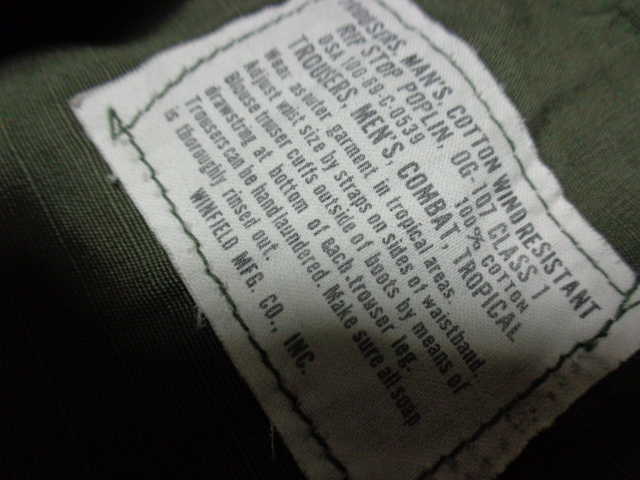 TROUSERS, MAN'S, COTTON WIND RESISTANT
RIP STOP POPLIN, OG-107 CLASS 1
DSA 100-69-C-0539 100% COTTON
TROUSERS, MEN'S, COMBAT, TROPICAL
Wear as outer garment in tropical areas.
Adjust waist size by straps on sides of waistband.
Blouse trouser cuffs outside of boots by means of
drawstring at bottom of each trouser leg.
Trousers can be hand laundered. Make sure all soap
is thoroughly rinsed out.
WINFIELD MFG. CO., INC.